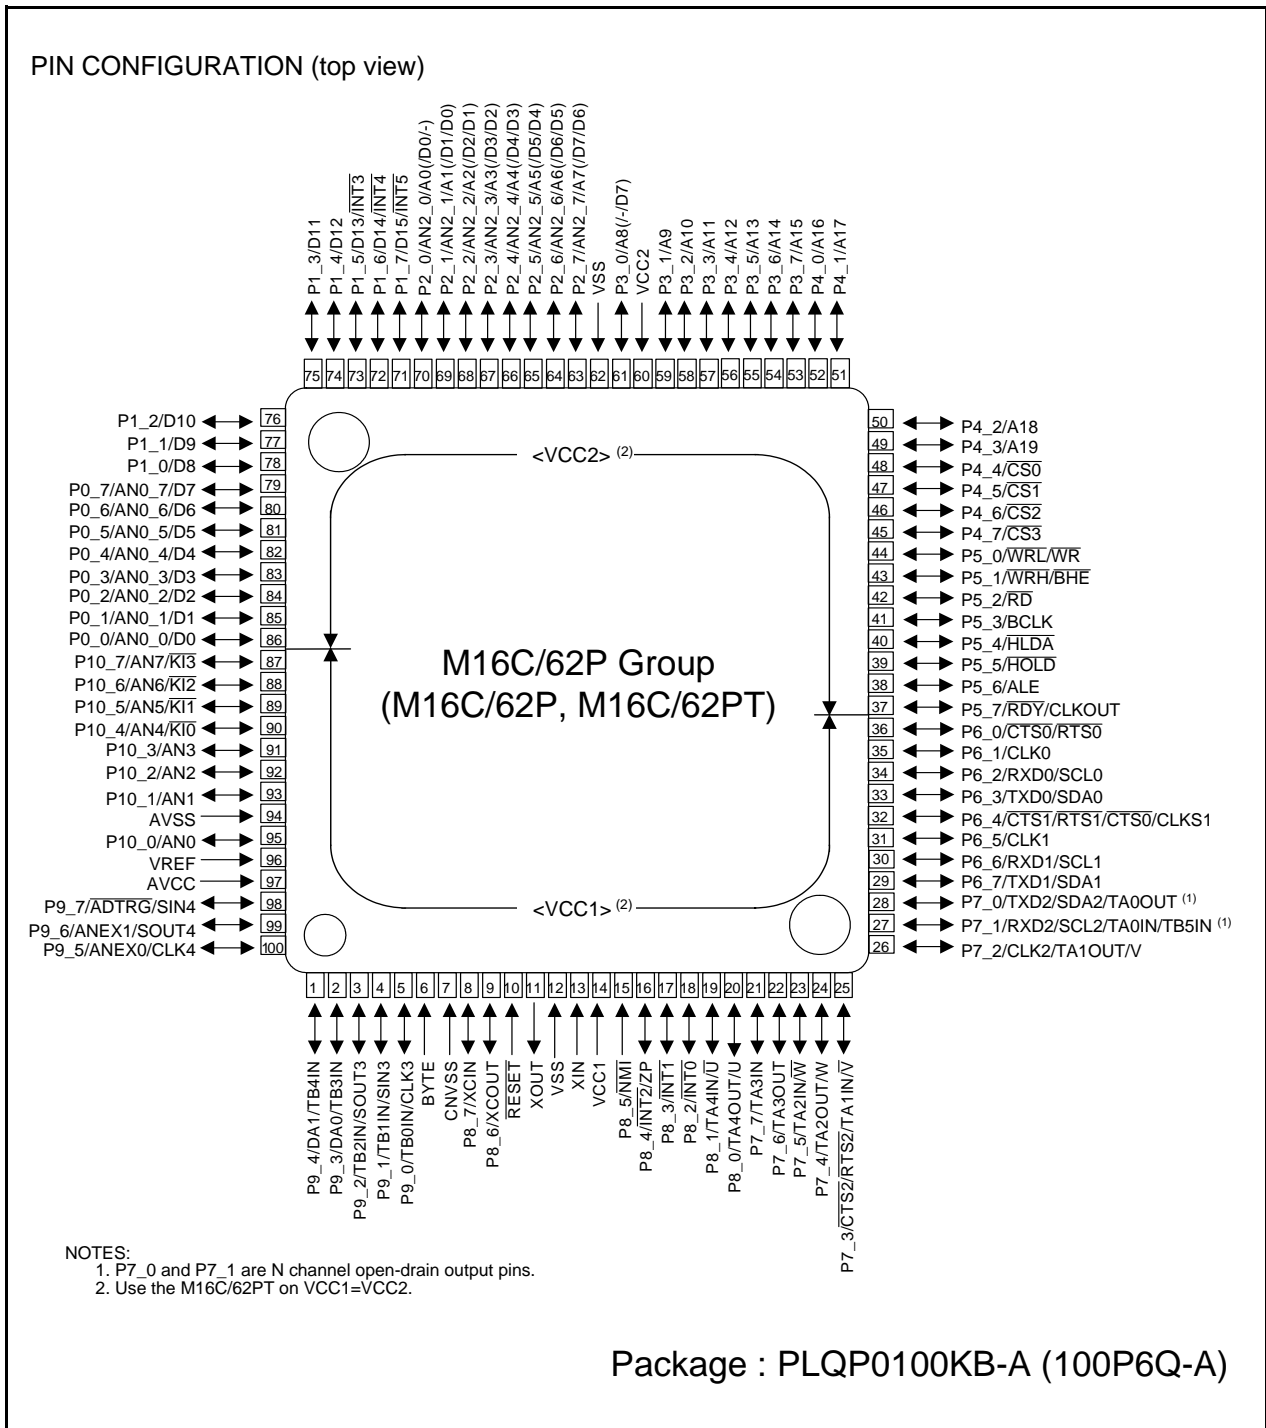 PIN CONFIGURATION (top view)
P1_3/D11
P1_4/D12
P1_5/D13/INT3
P1_6/D14/INT4
P1_7/D15/INT5
P2_0/AN2_0/A0(/D0/-)
P2_1/AN2_1/A1(/D1/D0)
P2_2/AN2_2/A2(/D2/D1)
P2_3/AN2_3/A3(/D3/D2)
P2_4/AN2_4/A4(/D4/D3)
P2_5/AN2_5/A5(/D5/D4)
P2_6/AN2_6/A6(/D6/D5)
P2_7/AN2_7/A7(/D7/D6)
VSS
P3_0/A8(/-/D7)
VCC2
P3_1/A9
P3_2/A10
P3_3/A11
P3_4/A12
P3_5/A13
P3_6/A14
P3_7/A15
P4_0/A16
P4_1/A17
75 74 73 72 71 70 69 68 67 66 65 64 63 62 61 60 59 58 57 56 55 54 53 52 51
P1_2/D10 76
P1_1/D9 77
P1_0/D8 78
P0_7/AN0_7/D7 79
P0_6/AN0_6/D6 80
P0_5/AN0_5/D5 81
P0_4/AN0_4/D4 82
P0_3/AN0_3/D3 83
P0_2/AN0_2/D2 84
P0_1/AN0_1/D1 85
P0_0/AN0_0/D0 86
P10_7/AN7/KI3 87
P10_6/AN6/KI2 88
P10_5/AN5/KI1 89
P10_4/AN4/KI0 90
P10_3/AN3 91
P10_2/AN2 92
P10_1/AN1 93
AVSS 94
P10_0/AN0 95
VREF 96
AVCC 97
P9_7/ADTRG/SIN4 98
P9_6/ANEX1/SOUT4 99
P9_5/ANEX0/CLK4 100
<VCC2> (2)
M16C/62P Group
(M16C/62P, M16C/62PT)
<VCC1> (2)
50 P4_2/A18
49 P4_3/A19
48 P4_4/CS0
47 P4_5/CS1
46 P4_6/CS2
45 P4_7/CS3
44 P5_0/WRL/WR
43 P5_1/WRH/BHE
42 P5_2/RD
41 P5_3/BCLK
40 P5_4/HLDA
39 P5_5/HOLD
38 P5_6/ALE
37 P5_7/RDY/CLKOUT
36 P6_0/CTS0/RTS0
35 P6_1/CLK0
34 P6_2/RXD0/SCL0
33 P6_3/TXD0/SDA0
32 P6_4/CTS1/RTS1/CTS0/CLKS1
31 P6_5/CLK1
30 P6_6/RXD1/SCL1
29 P6_7/TXD1/SDA1
28 P7_0/TXD2/SDA2/TA0OUT (1)
27 P7_1/RXD2/SCL2/TA0IN/TB5IN (1)
26 P7_2/CLK2/TA1OUT/V
1 2 3 4 5 6 7 8 9 10 11 12 13 14 15 16 17 18 19 20 21 22 23 24 25
P9_4/DA1/TB4IN
P9_3/DA0/TB3IN
P9_2/TB2IN/SOUT3
P9_1/TB1IN/SIN3
P9_0/TB0IN/CLK3
BYTE
CNVSS
P8_7/XCIN
P8_6/XCOUT
RESET
XOUT
VSS
XIN
VCC1
P8_5/NMI
P8_4/INT2/ZP
P8_3/INT1
P8_2/INT0
P8_1/TA4IN/U
P8_0/TA4OUT/U
P7_7/TA3IN
P7_6/TA3OUT
P7_5/TA2IN/W
P7_4/TA2OUT/W
P7_3/CTS2/RTS2/TA1IN/V
NOTES:
1. P7_0 and P7_1 are N channel open-drain output pins.
2. Use the M16C/62PT on VCC1=VCC2.
Package : PLQP0100KB-A (100P6Q-A)